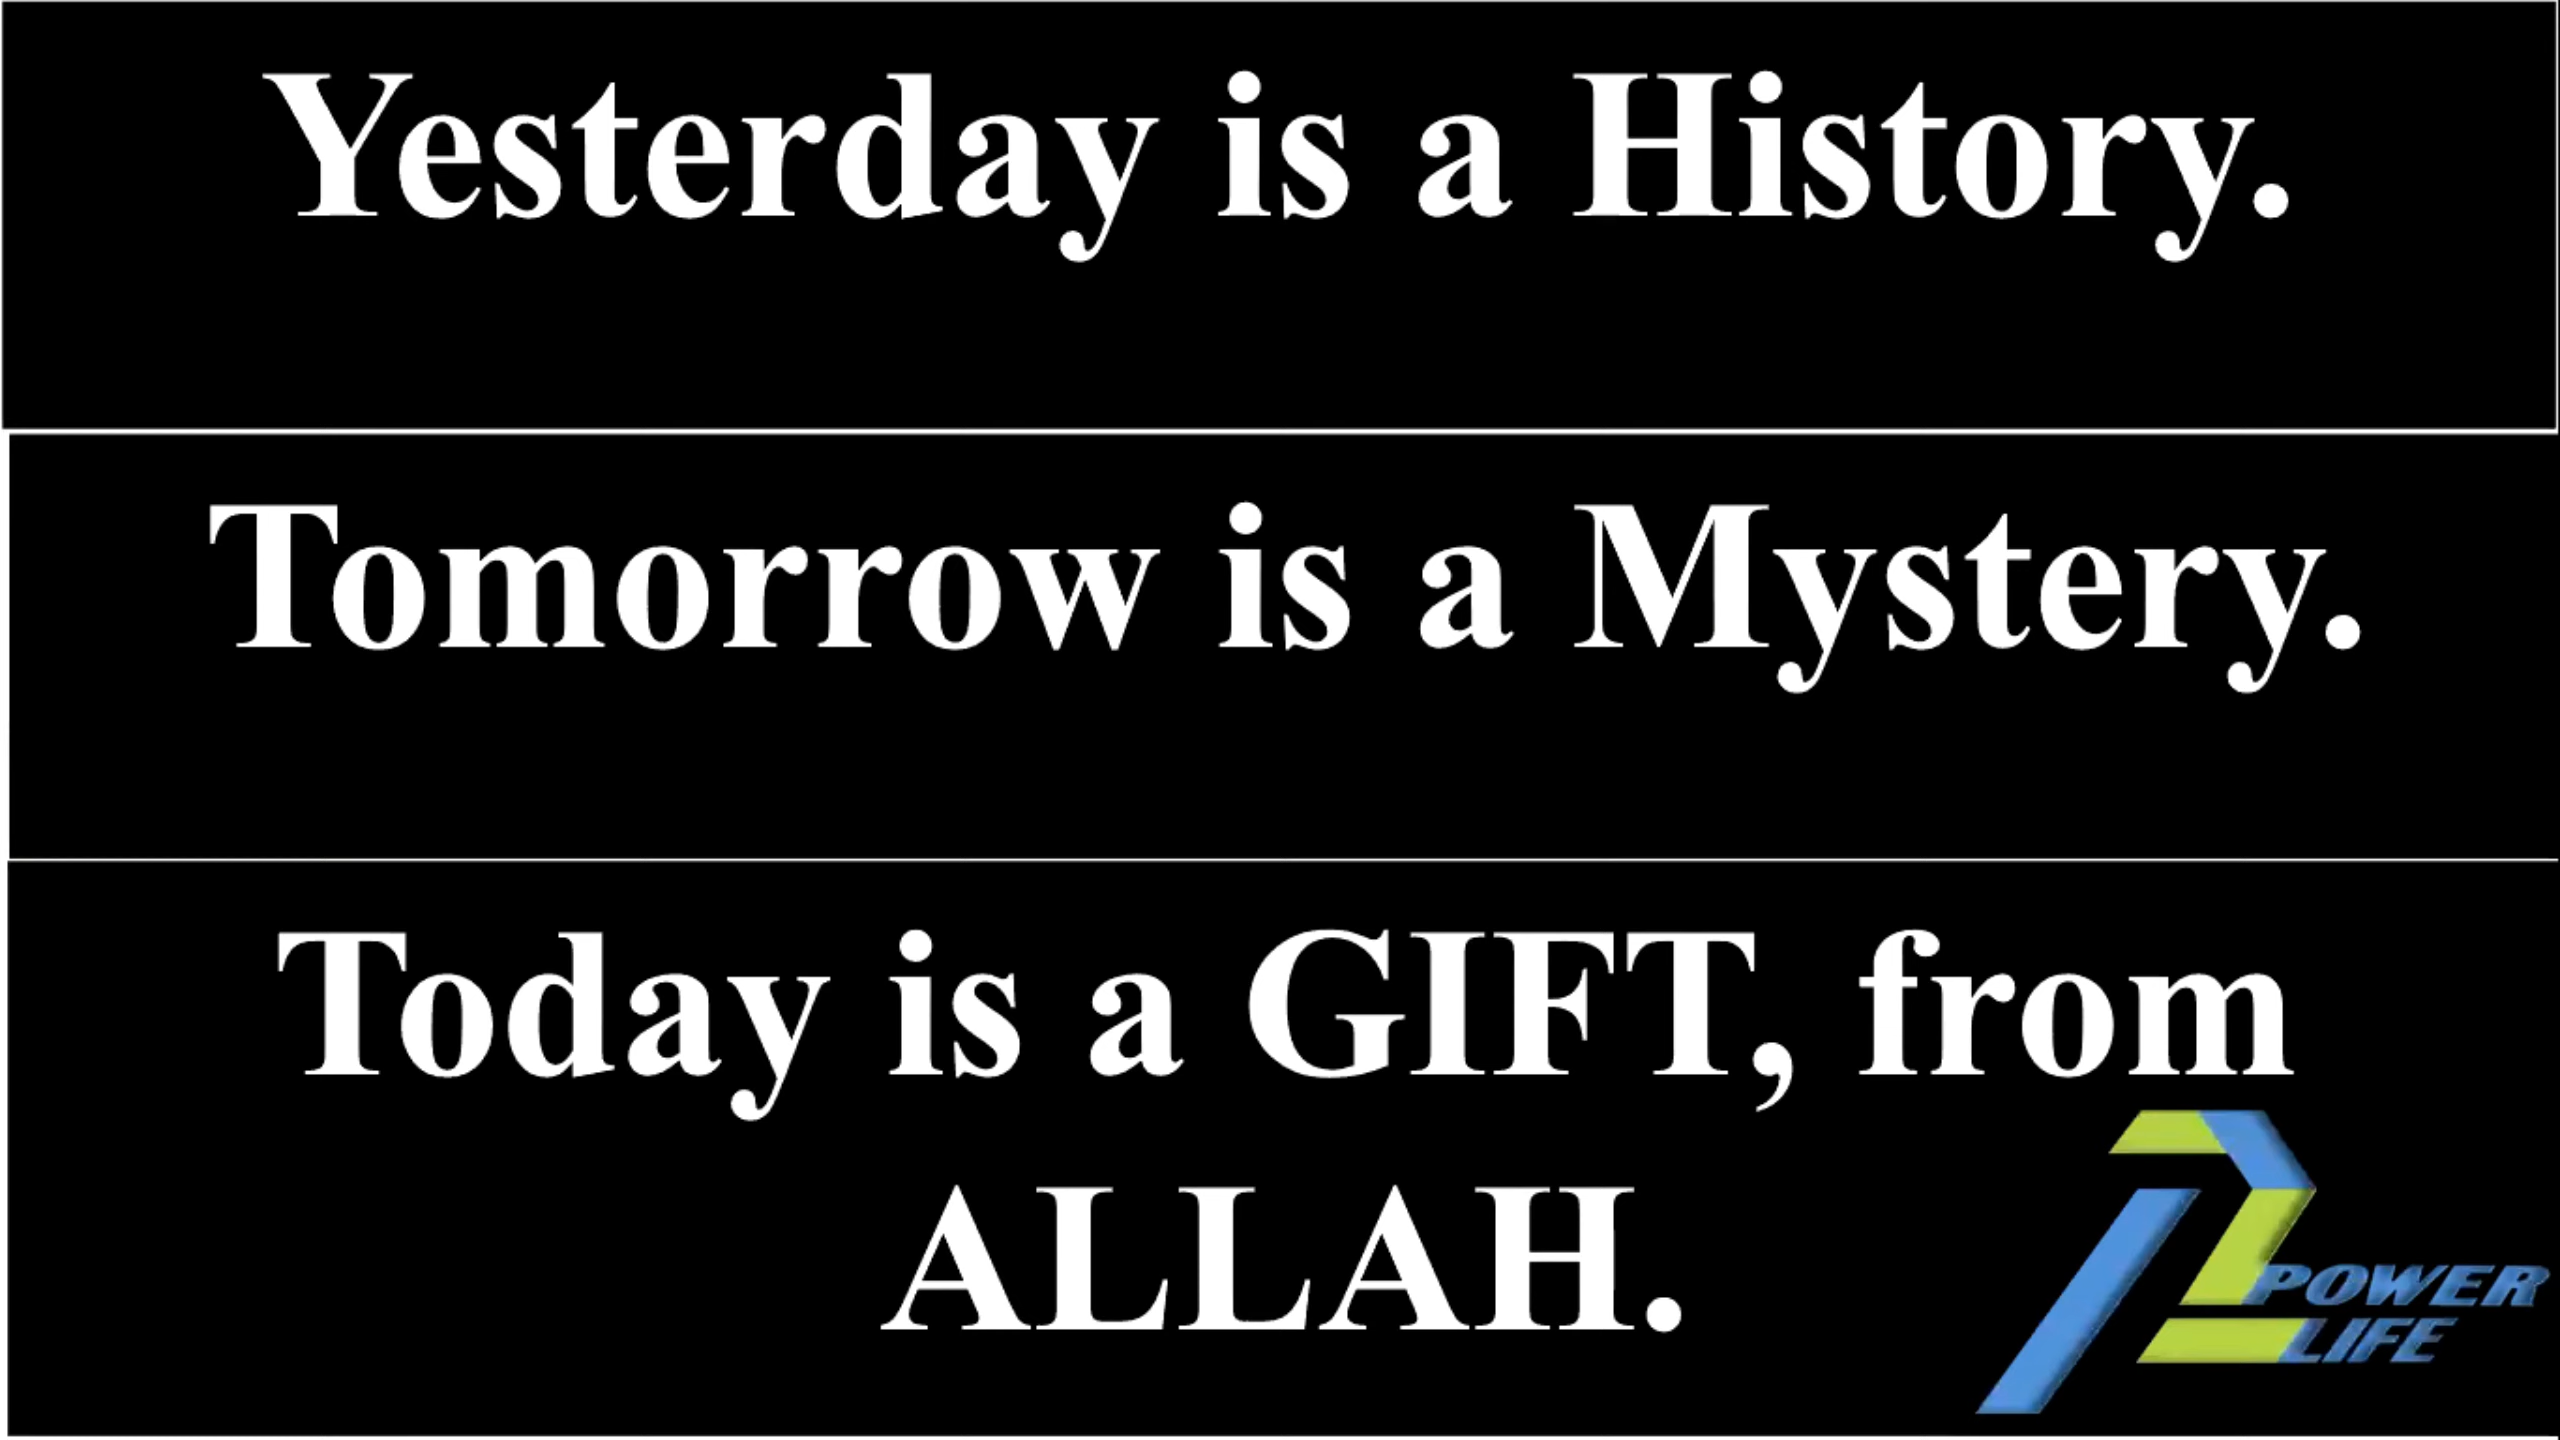 Yesterday is a History.
Tomorrow is a Mystery.
Today is a GIFT, from
ALLAH.
POWER
LIFE